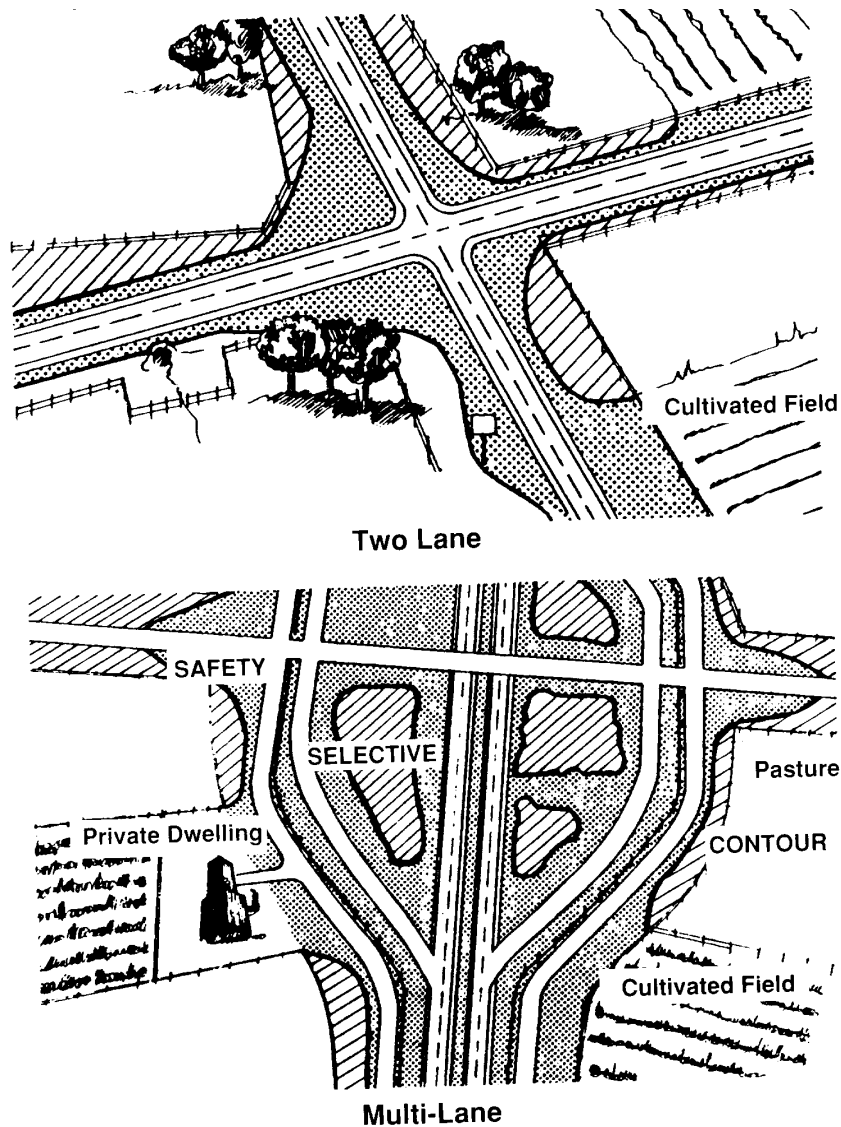 Cultivated Field
Two Lane
SAFETY
SELECTIVE
Pasture
Private Dwelling
CONTOUR
Cultivated Field
Multi-Lane